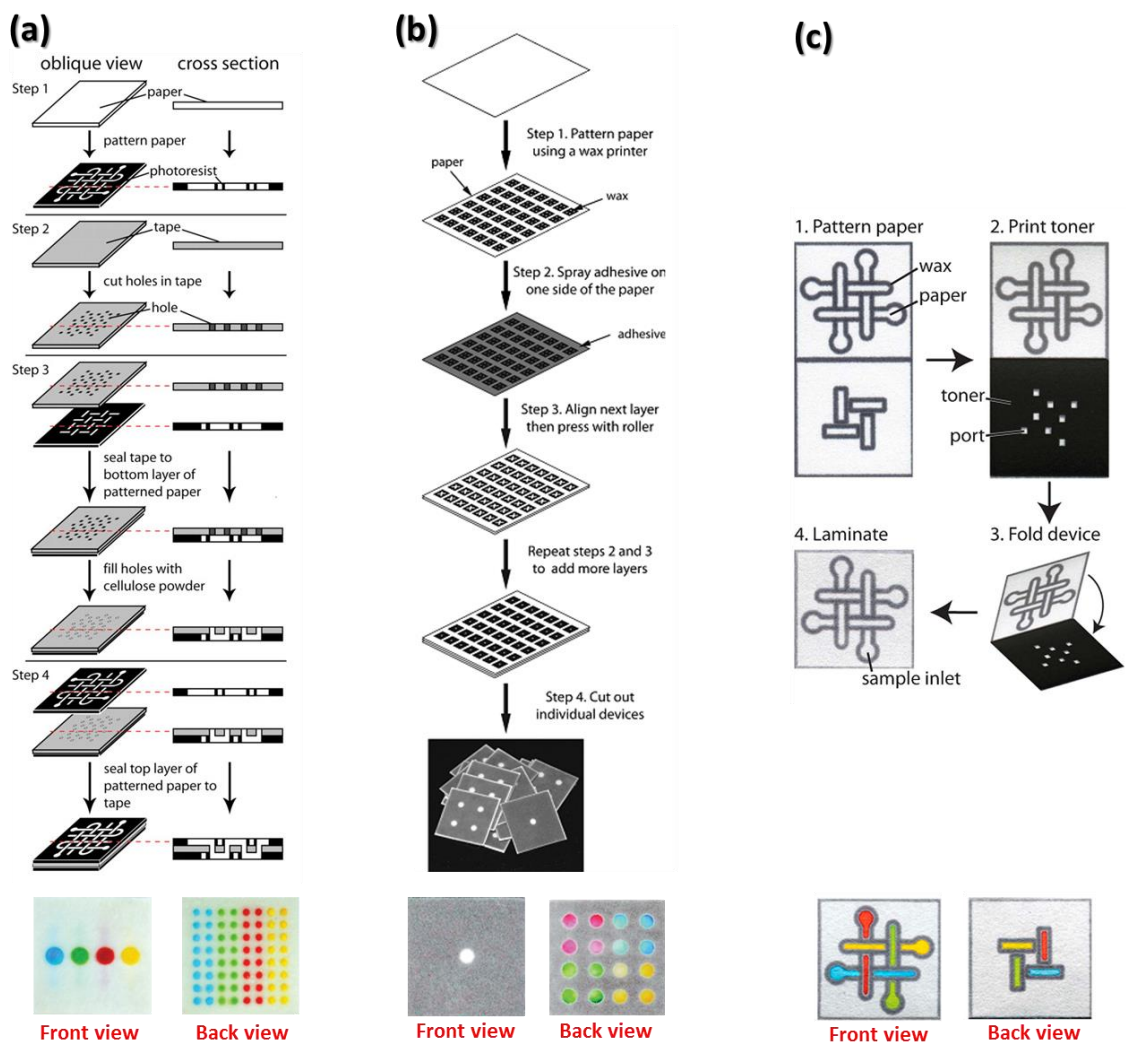 (a)
oblique view
cross section
Step 1
paper
pattern paper
photoresist
Step 2
tape
cut holes in tape
hole
Step 3
seal tape to
bottom layer of
patterned paper
fill holes with
cellulose powder
Step 4
seal top layer of
patterned paper to
tape
Front view
Back view
(b)
Step 1. Pattern paper
using a wax printer
paper
wax
Step 2. Spray adhesive on
one side of the paper
adhesive
Step 3. Align next layer
then press with roller
Repeat steps 2 and 3
to add more layers
Step 4. Cut out
individual devices
Front view
Back view
(c)
1. Pattern paper
2. Print toner
wax
paper
toner
port
4. Laminate
3. Fold device
sample inlet
Front view
Back view